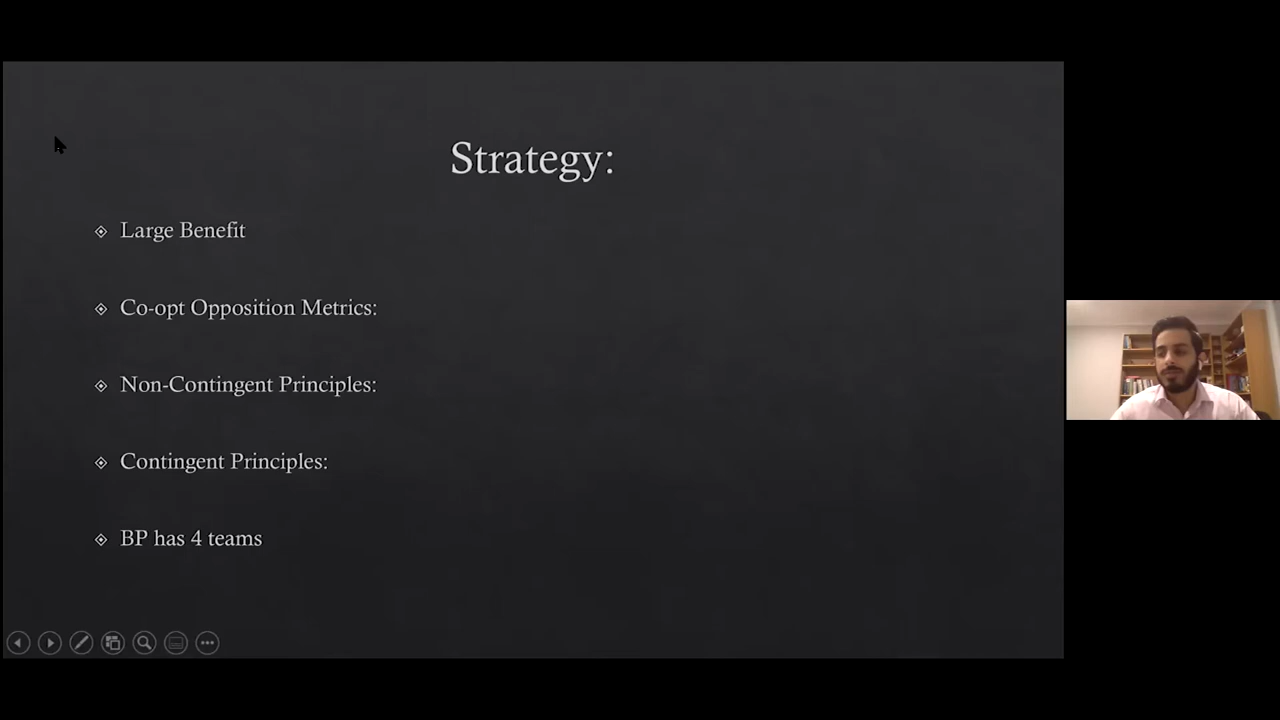 Strategy:
Large Benefit
Co-opt Opposition Metrics:
Non-Contingent Principles:
Contingent Principles:
BP has 4 teams